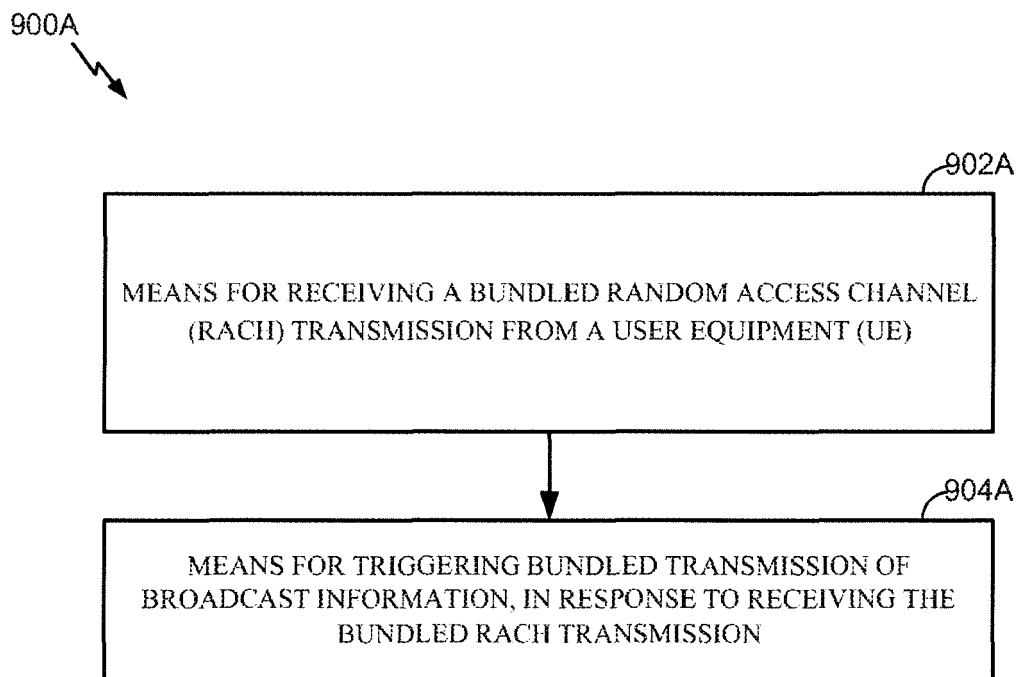 900A
902A
MEANS FOR RECEIVING A BUNDLED RANDOM ACCESS CHANNEL
(RACH) TRANSMISSION FROM A USER EQUIPMENT (UE)
904A
MEANS FOR TRIGGERING BUNDLED TRANSMISSION OF
BROADCAST INFORMATION, IN RESPONSE TO RECEIVING THE
BUNDLED RACH TRANSMISSION